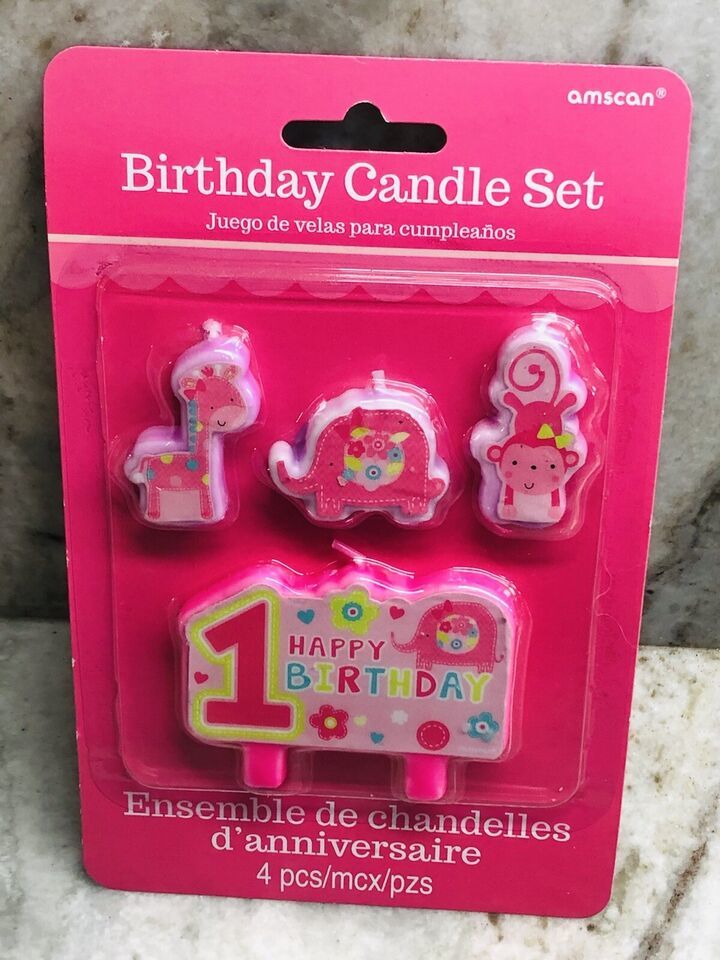 amscan®
Birthday Candle Set
Juego de velas para cumpleaños
1
HAPPY
BIRTHDAY
Ensemble de chandelles
d'anniversaire
4 pcs/mcx/pzs